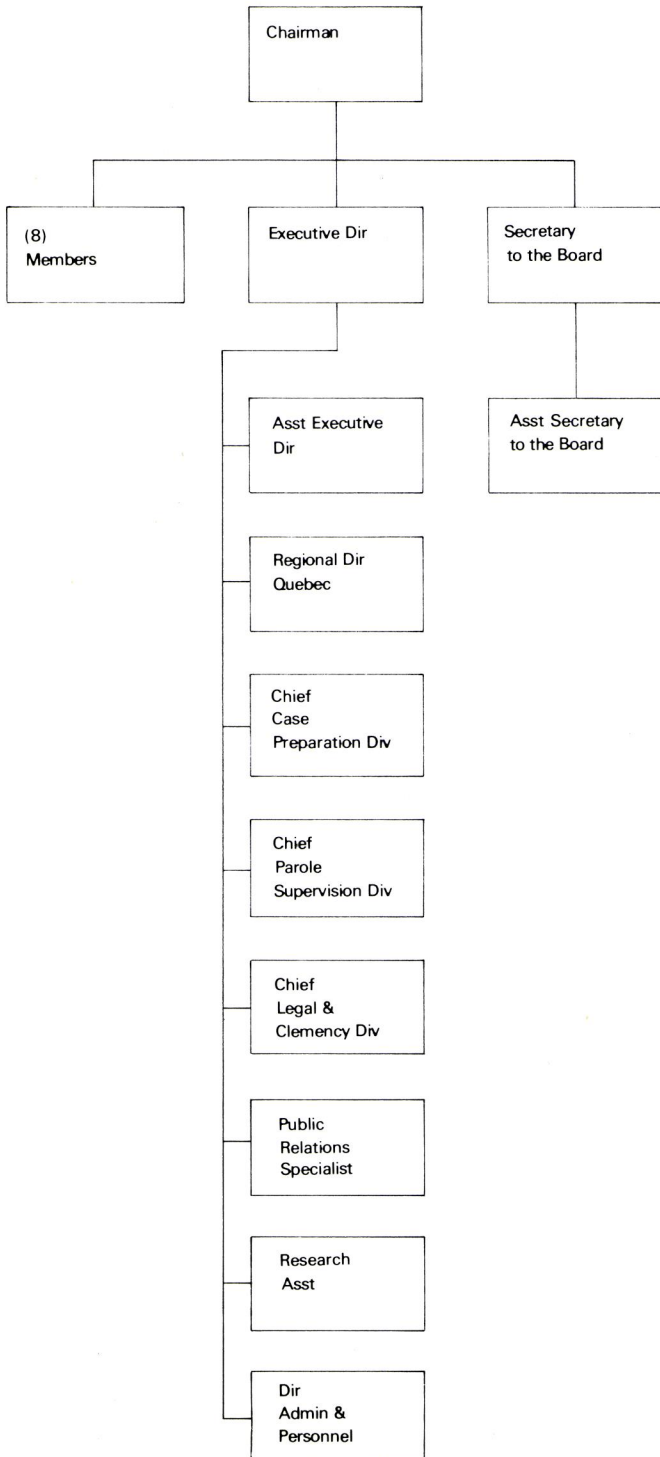 Chairman
(8)
Members
Executive Dir
Secretary
to the Board
Asst Executive
Dir
Asst Secretary
to the Board
Regional Dir
Quebec
Chief
Case
Preparation Div
Chief
Parole
Supervision Div
Chief
Legal &
Clemency Div
Public
Relations
Specialist
Research
Asst
Dir
Admin &
Personnel